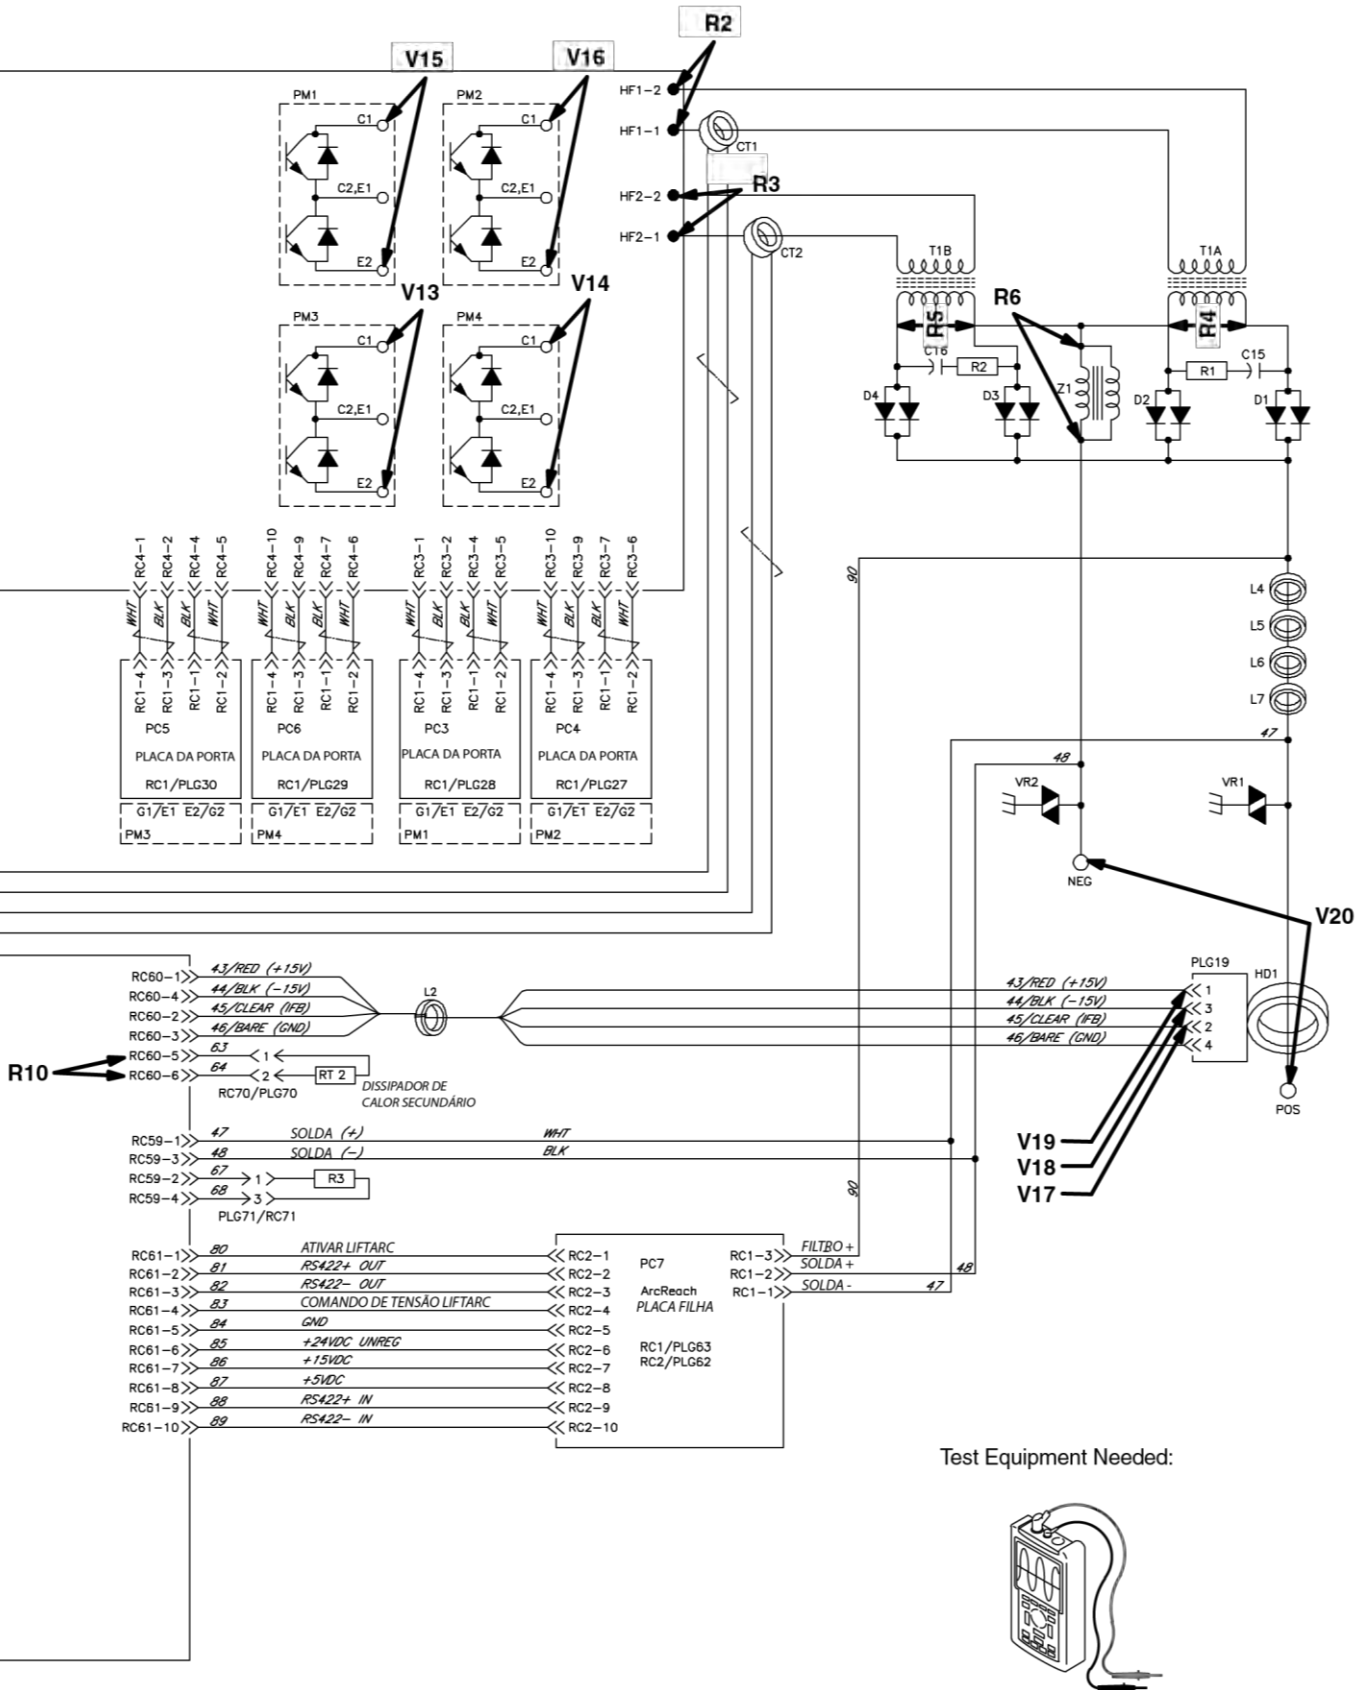 R2
V15
V16
HF1-2
PM1
PM2
C1
C1
HF1-1
CT1
C2,E1
C2,E1
HF2-2
R3
HF2-1
CT2
E2
E2
T1B
T1A
V13
V14
R6
PM3
PM4
R5
R4
C1
C1
C16
R2
Z1
R1
C15
D4
D3
D2
D1
C2,E1
C2,E1
E2
E2
RC4-1
RC4-2
RC4-4
RC4-5
RC4-10
RC4-9
RC4-7
RC4-6
RC3-1
RC3-2
RC3-4
RC3-5
RC3-10
RC3-9
RC3-7
RC3-6
90
L4
L5
L6
L7
WHT
BLK
BLK
WHT
WHT
BLK
BLK
WHT
WHT
BLK
BLK
WHT
WHT
BLK
BLK
WHT
RC1-4
RC1-3
RC1-1
RC1-2
RC1-4
RC1-3
RC1-1
RC1-2
RC1-4
RC1-3
RC1-1
RC1-2
RC1-4
RC1-3
RC1-1
RC1-2
PC5
PC6
PC3
PC4
PLACA DA PORTA
PLACA DA PORTA
PLACA DA PORTA
PLACA DA PORTA
RC1/PLG30
RC1/PLG29
RC1/PLG28
RC1/PLG27
G1/E1 E2/G2
G1/E1 E2/G2
G1/E1 E2/G2
G1/E1 E2/G2
PM3
PM4
PM1
PM2
47
48
VR2
VR1
NEG
V20
PLG19
HD1
RC60-1
43/RED (+15V)
RC60-4
44/BLK (-15V)
RC60-2
45/CLEAR (IFB)
RC60-3
46/BARE (GND)
L2
43/RED (+15V)
1
44/BLK (-15V)
3
45/CLEAR (IFB)
2
46/BARE (GND)
4
RC60-5
63
1
R10
RC60-6
64
2
RT 2
RC70/PLG70
DISSIPADOR DE
CALOR SECUNDÁRIO
POS
RC59-1
47
SOLDA (+)
WHT
RC59-3
48
SOLDA (-)
BLK
RC59-2
67
1
R3
RC59-4
68
3
PLG71/RC71
V19
V18
V17
90
RC61-1
80
ATIVAR LIFTARC
RC2-1
RC61-2
81
RS422+ OUT
RC2-2
RC61-3
82
RS422- OUT
RC2-3
RC61-4
83
COMANDO DE TENSÃO LIFTARC
RC2-4
RC61-5
84
GND
RC2-5
RC61-6
85
+24VDC UNREG
RC2-6
RC61-7
86
+15VDC
RC2-7
RC61-8
87
+5VDC
RC2-8
RC61-9
88
RS422+ IN
RC2-9
RC61-10
89
RS422- IN
RC2-10
PC7
ArcReach
PLACA FILHA
RC1/PLG63
RC2/PLG62
RC1-3
FILTBO +
RC1-2
SOLDA +
48
RC1-1
SOLDA -
47
Test Equipment Needed: